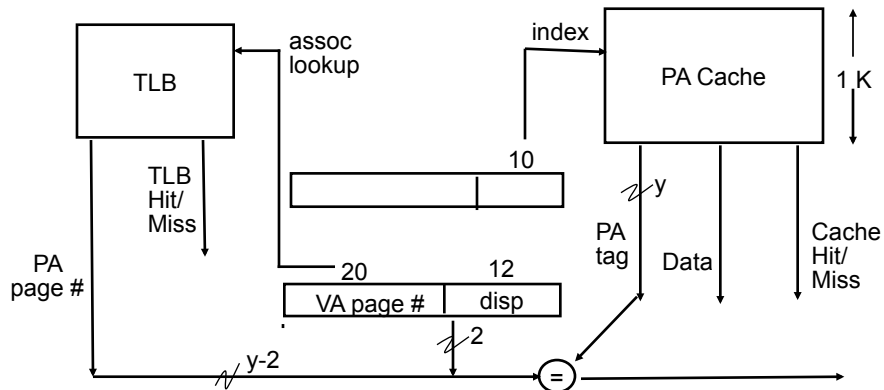 assoc
lookup
index
TLB
PA Cache
1 K
10
TLB
Hit/
Miss
y
PA
page #
PA
tag
Data
Cache
Hit/
Miss
20
12
VA page #
disp
2
y-2
=